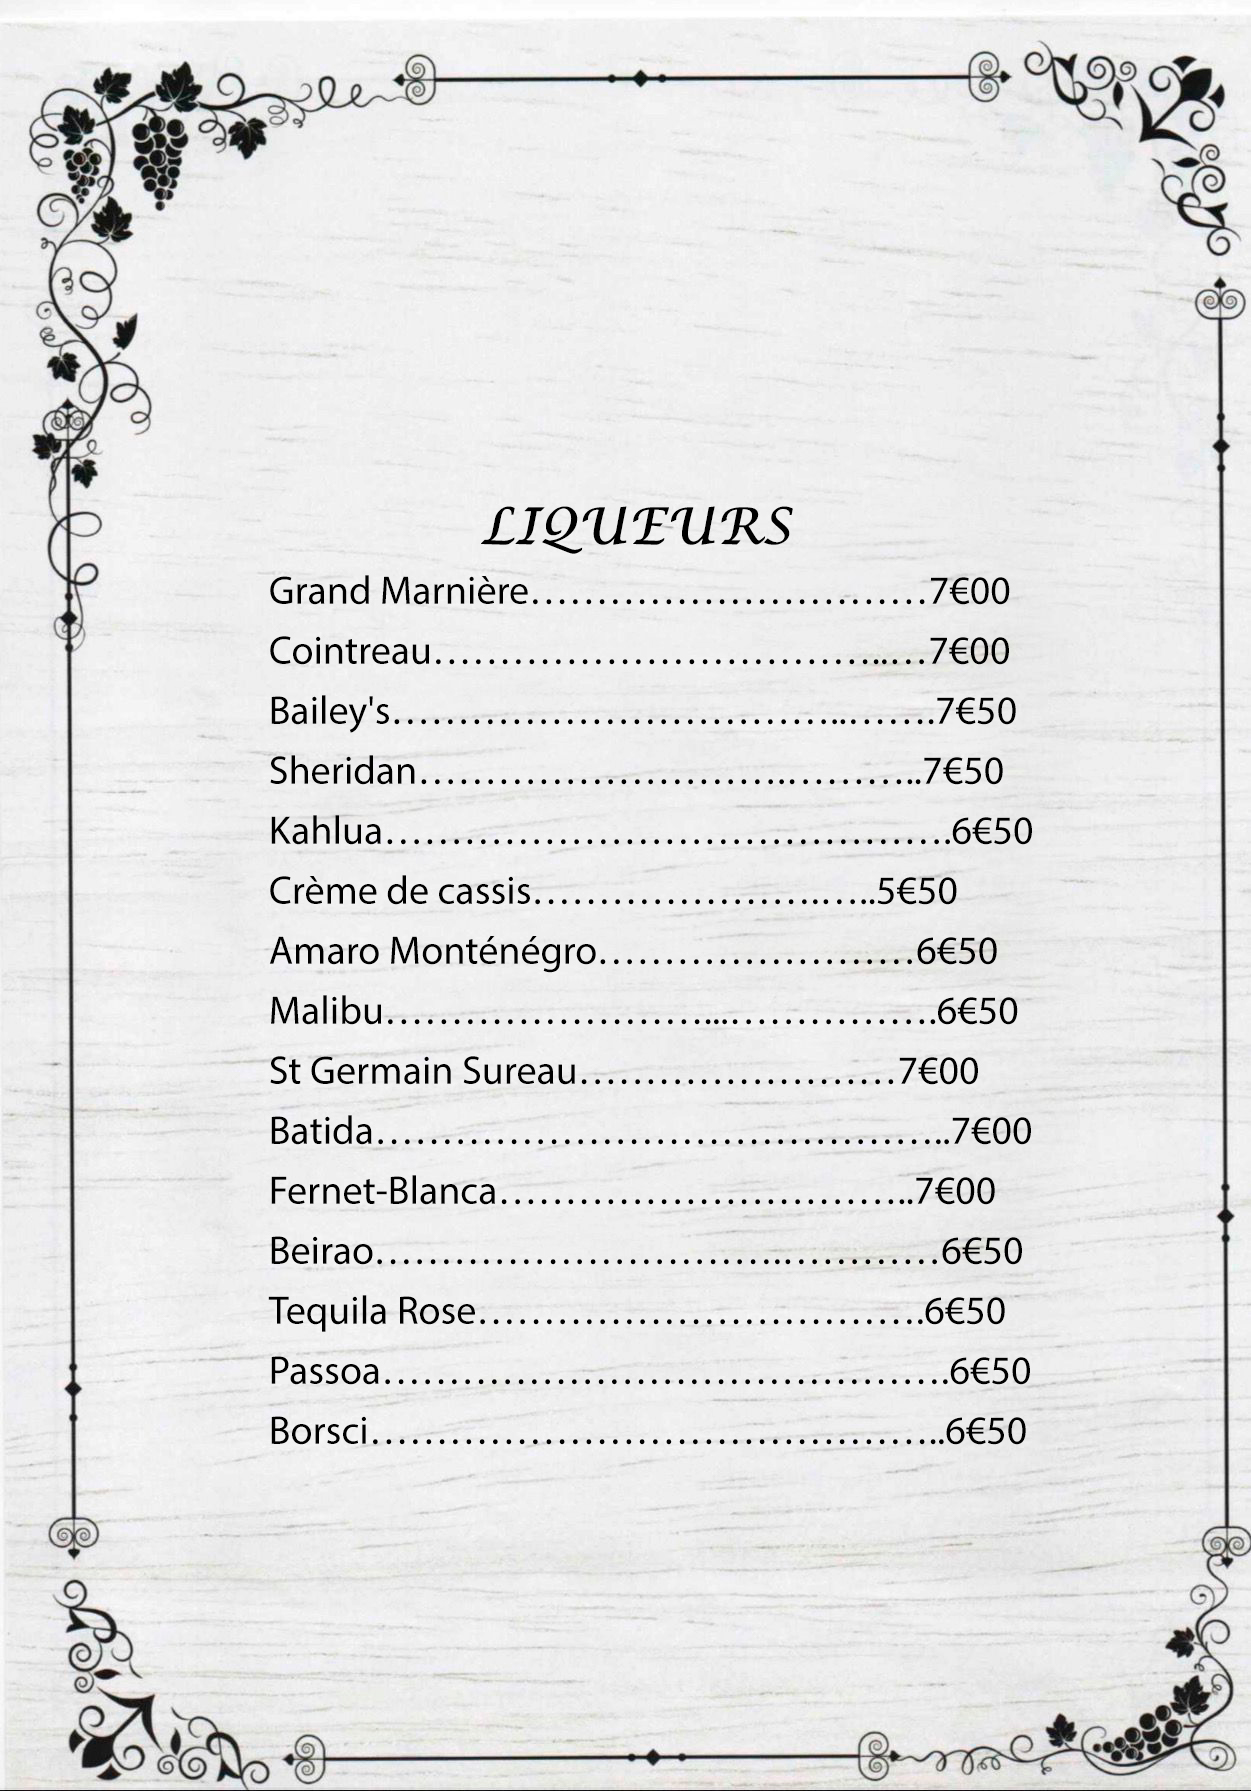 LIQUEURS
Grand Marnière…………………………7€00
Cointreau……………………………...…7€00
Bailey's……………………………..…….7€50
Sheridan……………………….………..7€50
Kahlua…………………………………….6€50
Crème de cassis………………….…..5€50
Amaro Monténégro……………………6€50
Malibu……………………...…………….6€50
St Germain Sureau……………………7€00
Batida……………………………….…..7€00
Fernet-Blanca…………………………..7€00
Beirao………………………….…………6€50
Tequila Rose…………………………….6€50
Passoa…………………………………….6€50
Borsci……………………………………..6€50